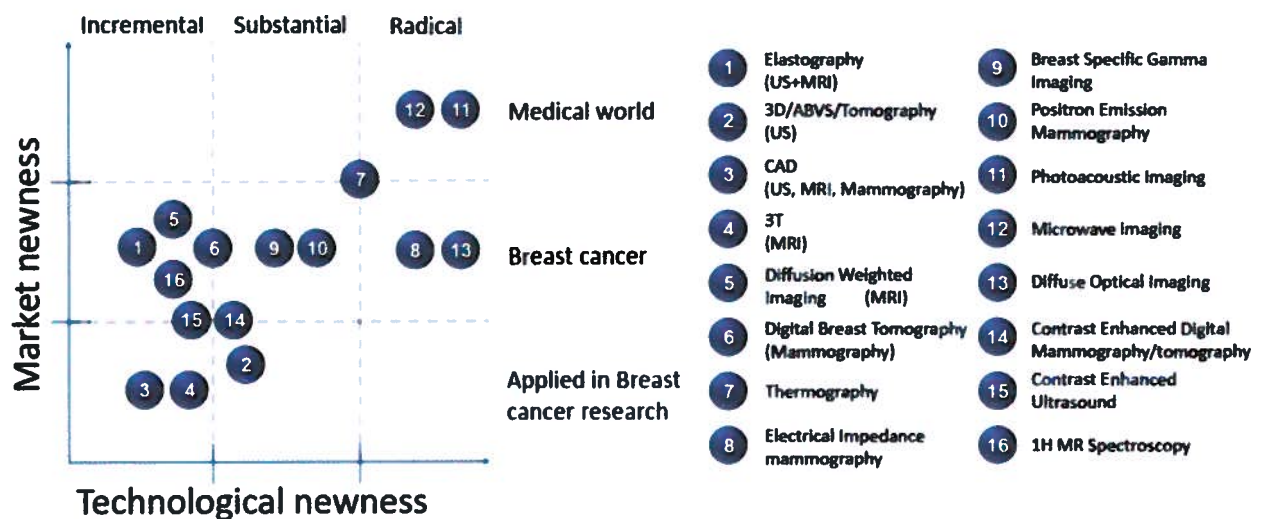 Incremental Substantial Radical
Market newness
12 11 Medical world
7
5
1 6 9 10 8 13 Breast cancer
16
15 14
2
3 4 Applied in Breast
cancer research
Technological newness
1 Elastography
(US+MRI)
2 3D/ABVS/Tomography
(US)
3 CAD
(US, MRI, Mammography)
4 3T
(MRI)
5 Diffusion Weighted
Imaging (MRI)
6 Digital Breast Tomography
(Mammography)
7 Thermography
8 Electrical Impedance
mammography
9 Breast Specific Gamma
Imaging
10 Positron Emission
Mammography
11 Photoacoustic Imaging
12 Microwave Imaging
13 Diffuse Optical Imaging
14 Contrast Enhanced Digital
Mammography/tomography
15 Contrast Enhanced
Ultrasound
16 1H MR Spectroscopy